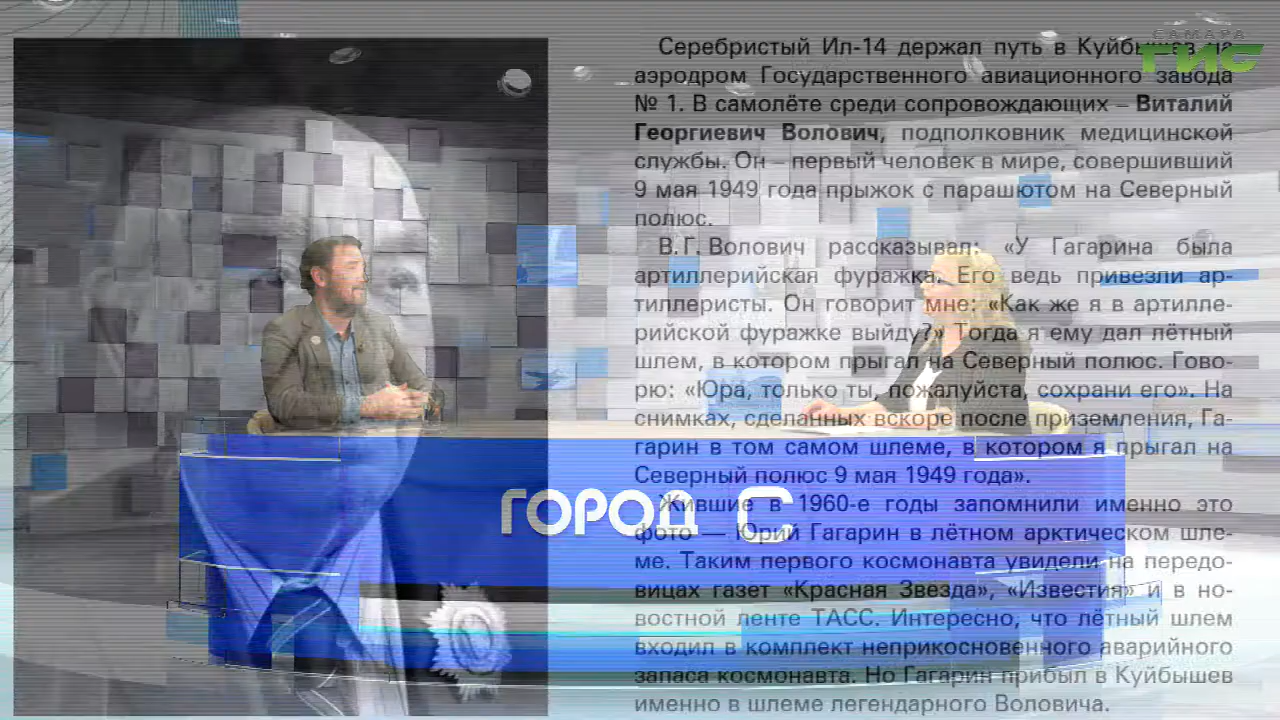 САМАРА
ГИС
Серебристый Ил-14 держал путь в Куйбышев на
аэродром Государственного авиационного завода
№ 1. В самолёте среди сопровождающих – Виталий
Георгиевич Волович, подполковник медицинской
службы. Он – первый человек в мире, совершивший
9 мая 1949 года прыжок с парашютом на Северный
полюс.
В. Г. Волович рассказывал: «У Гагарина была
артиллерийская фуражка. Его ведь привезли ар-
тиллеристы. Он говорит мне: «Как же я в артилле-
рийской фуражке выйду?» Тогда я ему дал лётный
шлем, в котором прыгал на Северный полюс. Гово-
рю: «Юра, только ты, пожалуйста, сохрани его». На
снимках, сделанных вскоре после приземления, Га-
гарин в том самом шлеме, в котором я прыгал на
Северный полюс 9 мая 1949 года».
Жившие в 1960-е годы запомнили именно это
фото — Юрий Гагарин в лётном арктическом шле-
ме. Таким первого космонавта увидели на передо-
вицах газет «Красная Звезда», «Известия» и в но-
востной ленте ТАСС. Интересно, что лётный шлем
входил в комплект неприкосновенного аварийного
запаса космонавта. Но Гагарин прибыл в Куйбышев
именно в шлеме легендарного Воловича.
ГОРОД С